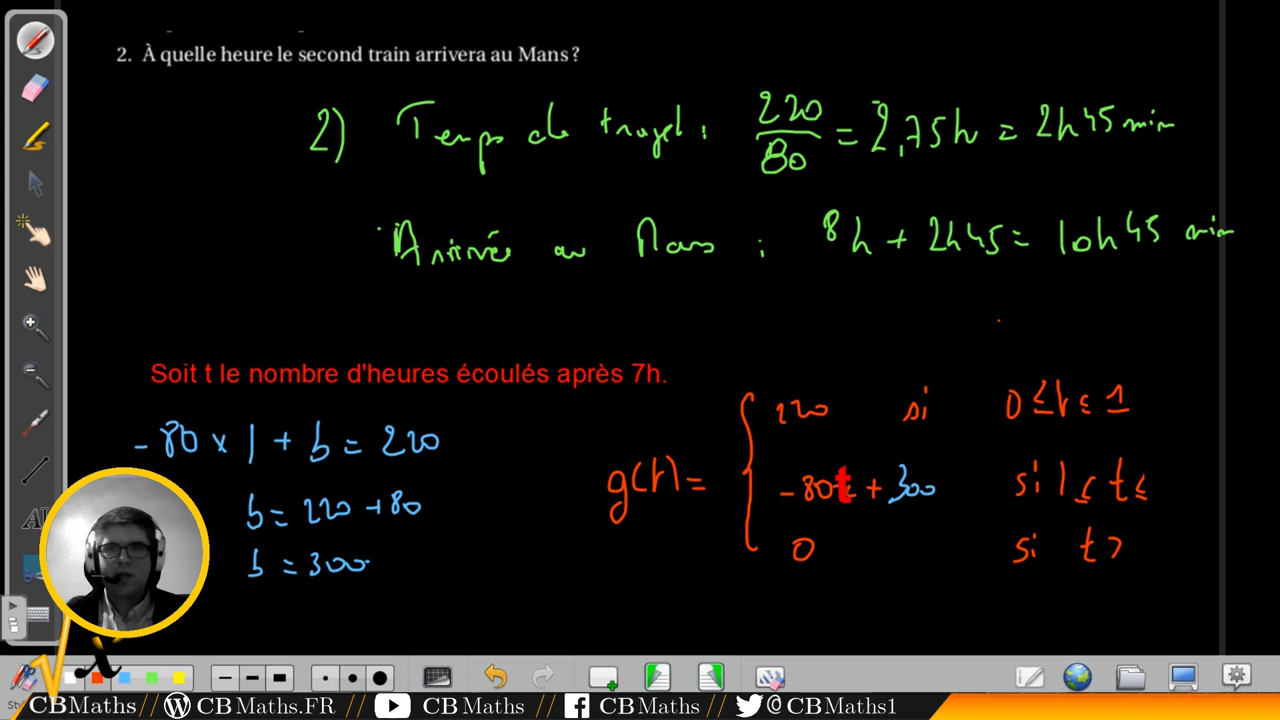 2. À quelle heure le second train arrivera au Mans ?
2) Temps de trajet : 220/80 = 2,75h = 2h45 min
Arrivée au Mans : 8h + 2h45 = 10h45 min
Soit t le nombre d'heures écoulés après 7h.
-80 × 1 + b = 220
b = 220 + 80
b = 300
g(t) = { 220 si 0 ≤ t ≤ 1
-80t + 300 si 1 ≤ t ≤
0 si t >
CBMaths // CBMaths.FR // CBMaths // CBMaths // @CBMaths1